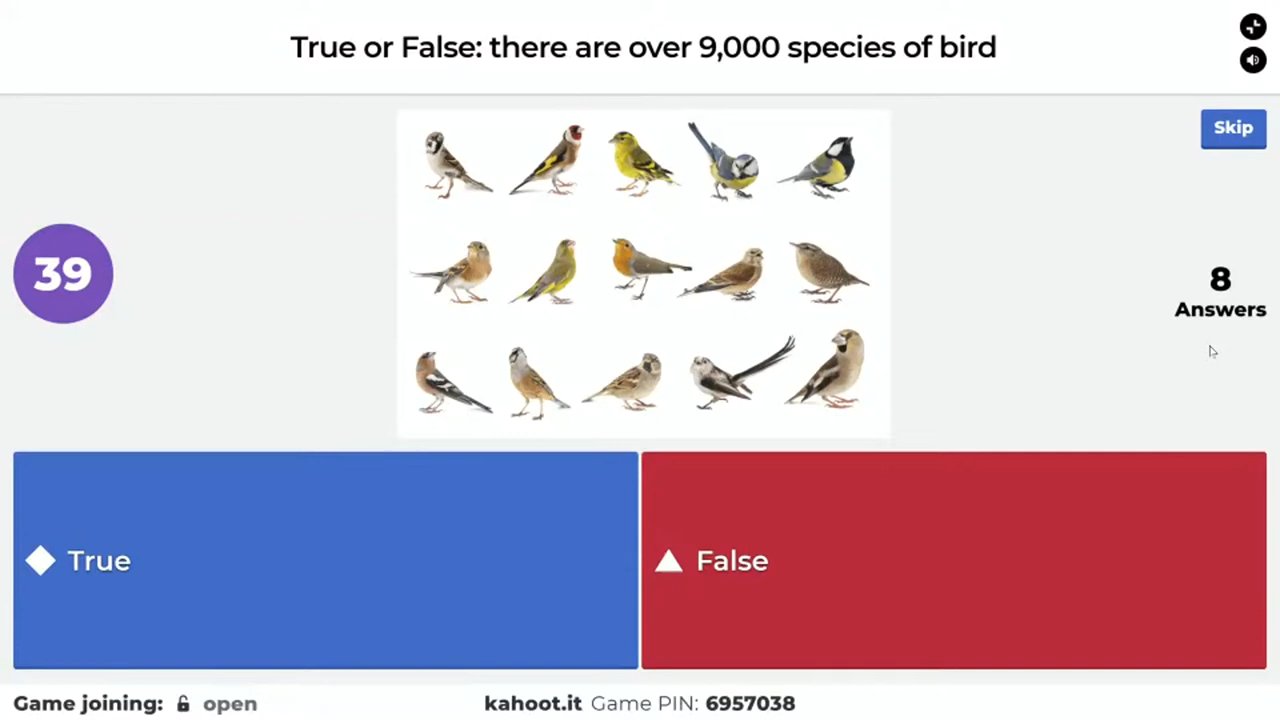 True or False: there are over 9,000 species of bird
Skip
39
8
Answers
True
False
Game joining: open
kahoot.it Game PIN: 6957038